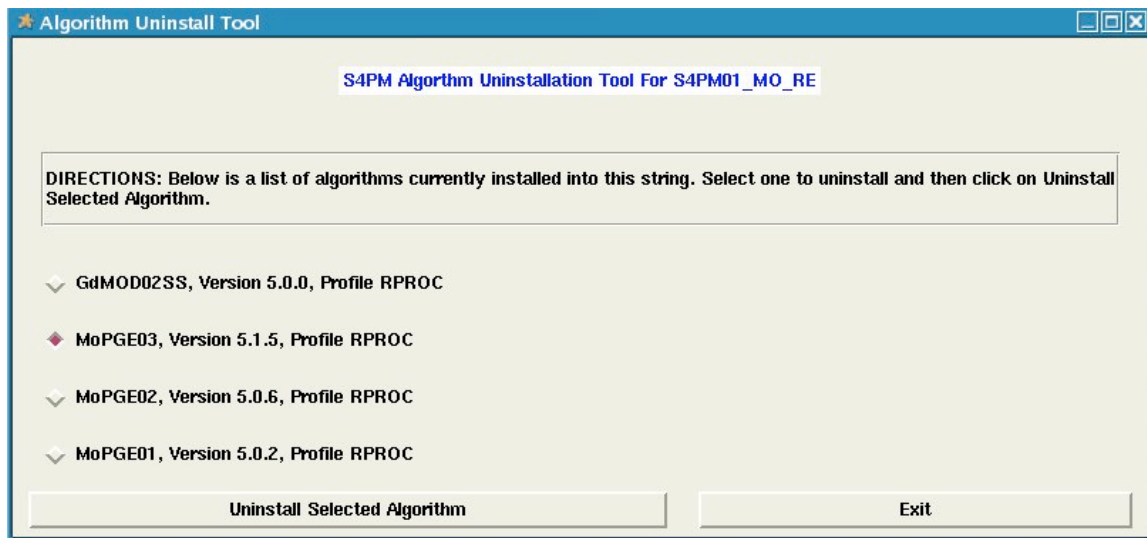 Algorithm Uninstall Tool
S4PM Algorthm Uninstallation Tool For S4PM01_MO_RE
DIRECTIONS: Below is a list of algorithms currently installed into this string. Select one to uninstall and then click on Uninstall
Selected Algorithm.
GdMOD02SS, Version 5.0.0, Profile RPROC
MoPGE03, Version 5.1.5, Profile RPROC
MoPGE02, Version 5.0.6, Profile RPROC
MoPGE01, Version 5.0.2, Profile RPROC
Uninstall Selected Algorithm Exit